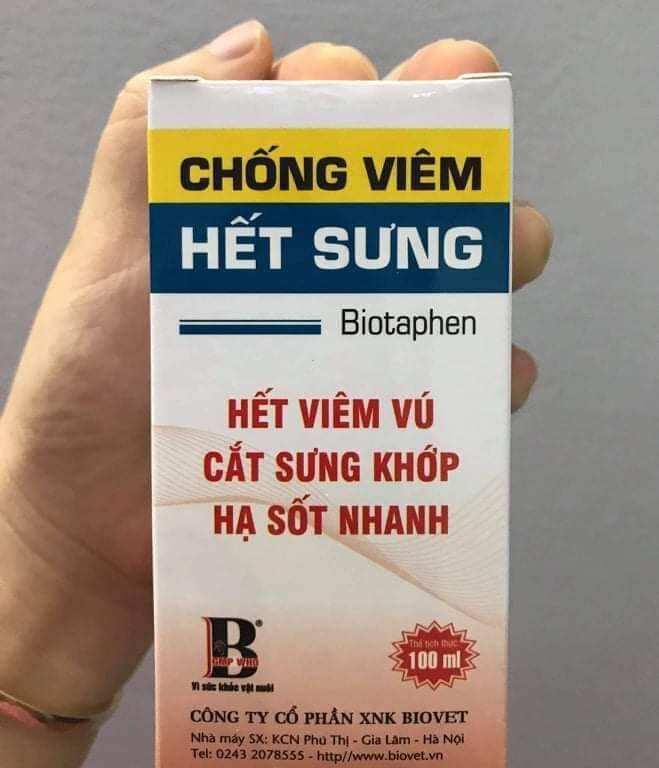 CHỐNG VIÊM
HẾT SƯNG
Biotaphen
HẾT VIÊM VÚ
CẮT SƯNG KHỚP
HẠ SỐT NHANH
B®
GMP WHO
Vì sức khỏe vật nuôi
Thể tích thực:
100 ml
CÔNG TY CỔ PHẦN XNK BIOVET
Nhà máy SX: KCN Phú Thị - Gia Lâm - Hà Nội
Tel: 0243 2078555 - http//www.biovet.vn